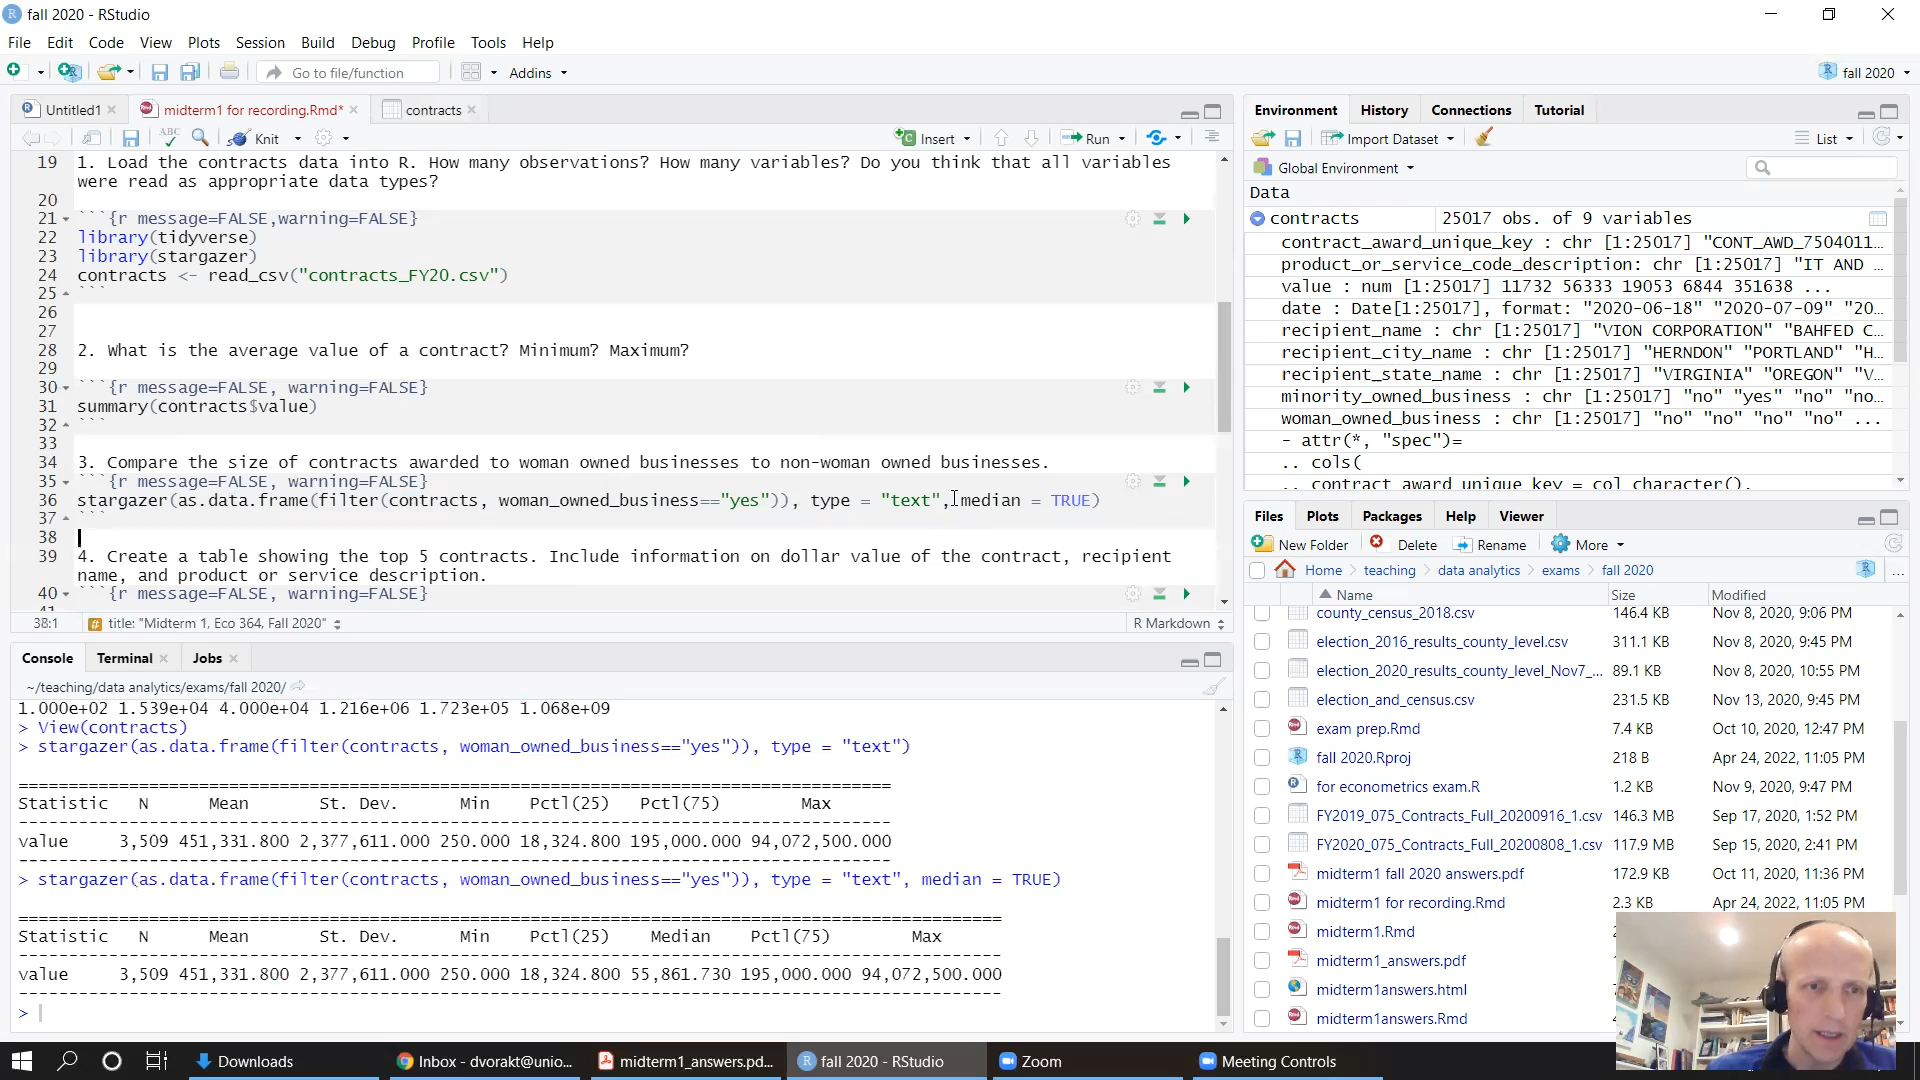 fall 2020 - RStudio
File Edit Code View Plots Session Build Debug Profile Tools Help
Go to file/function Addins fall 2020
Untitled1 midterm1 for recording.Rmd* contracts
ABC Knit Insert Run
19 1. Load the contracts data into R. How many observations? How many variables? Do you think that all variables
were read as appropriate data types?
20
21 ```{r message=FALSE,warning=FALSE}
22 library(tidyverse)
23 library(stargazer)
24 contracts <- read_csv("contracts_FY20.csv")
25 ```
26
27
28 2. What is the average value of a contract? Minimum? Maximum?
29
30 ```{r message=FALSE, warning=FALSE}
31 summary(contracts$value)
32 ```
33
34 3. Compare the size of contracts awarded to woman owned businesses to non-woman owned businesses.
35 ```{r message=FALSE, warning=FALSE}
36 stargazer(as.data.frame(filter(contracts, woman_owned_business=="yes")), type = "text", median = TRUE)
37 ```
38
39 4. Create a table showing the top 5 contracts. Include information on dollar value of the contract, recipient
name, and product or service description.
40 ```{r message=FALSE, warning=FALSE}
41
38:1 title: "Midterm 1, Eco 364, Fall 2020" R Markdown
Console Terminal Jobs
~/teaching/data analytics/exams/fall 2020/
1.000e+02 1.539e+04 4.000e+04 1.216e+06 1.723e+05 1.068e+09
> View(contracts)
> stargazer(as.data.frame(filter(contracts, woman_owned_business=="yes")), type = "text")
==========================================================================================
Statistic N Mean St. Dev. Min Pctl(25) Pctl(75) Max
------------------------------------------------------------------------------------------
value 3,509 451,331.800 2,377,611.000 250.000 18,324.800 195,000.000 94,072,500.000
------------------------------------------------------------------------------------------
> stargazer(as.data.frame(filter(contracts, woman_owned_business=="yes")), type = "text", median = TRUE)
=====================================================================================================
Statistic N Mean St. Dev. Min Pctl(25) Median Pctl(75) Max
-----------------------------------------------------------------------------------------------------
value 3,509 451,331.800 2,377,611.000 250.000 18,324.800 55,861.730 195,000.000 94,072,500.000
-----------------------------------------------------------------------------------------------------
>
Environment History Connections Tutorial
Import Dataset List
Global Environment
Data
contracts 25017 obs. of 9 variables
contract_award_unique_key : chr [1:25017] "CONT_AWD_7504011…
product_or_service_code_description: chr [1:25017] "IT AND …
value : num [1:25017] 11732 56333 19053 6844 351638 ...
date : Date[1:25017], format: "2020-06-18" "2020-07-09" "20…
recipient_name : chr [1:25017] "VION CORPORATION" "BAHFED C…
recipient_city_name : chr [1:25017] "HERNDON" "PORTLAND" "H…
recipient_state_name : chr [1:25017] "VIRGINIA" "OREGON" "V…
minority_owned_business : chr [1:25017] "no" "yes" "no" "no…
woman_owned_business : chr [1:25017] "no" "no" "no" "no" ...
- attr(*, "spec")=
.. cols(
.. contract_award_unique_key = col_character(),
Files Plots Packages Help Viewer
New Folder Delete Rename More
Home > teaching > data analytics > exams > fall 2020
Name Size Modified
county_census_2018.csv 146.4 KB Nov 8, 2020, 9:06 PM
election_2016_results_county_level.csv 311.1 KB Nov 8, 2020, 9:45 PM
election_2020_results_county_level_Nov7_... 89.1 KB Nov 8, 2020, 10:55 PM
election_and_census.csv 231.5 KB Nov 13, 2020, 9:45 PM
exam prep.Rmd 7.4 KB Oct 10, 2020, 12:47 PM
fall 2020.Rproj 218 B Apr 24, 2022, 11:05 PM
for econometrics exam.R 1.2 KB Nov 9, 2020, 9:47 PM
FY2019_075_Contracts_Full_20200916_1.csv 146.3 MB Sep 17, 2020, 1:52 PM
FY2020_075_Contracts_Full_20200808_1.csv 117.9 MB Sep 15, 2020, 2:41 PM
midterm1 fall 2020 answers.pdf 172.9 KB Oct 11, 2020, 11:36 PM
midterm1 for recording.Rmd 2.3 KB Apr 24, 2022, 11:05 PM
midterm1.Rmd
midterm1_answers.pdf
midterm1answers.html
midterm1answers.Rmd
Downloads Inbox - dvorakt@unio... midterm1_answers.pd... fall 2020 - RStudio Zoom Meeting Controls